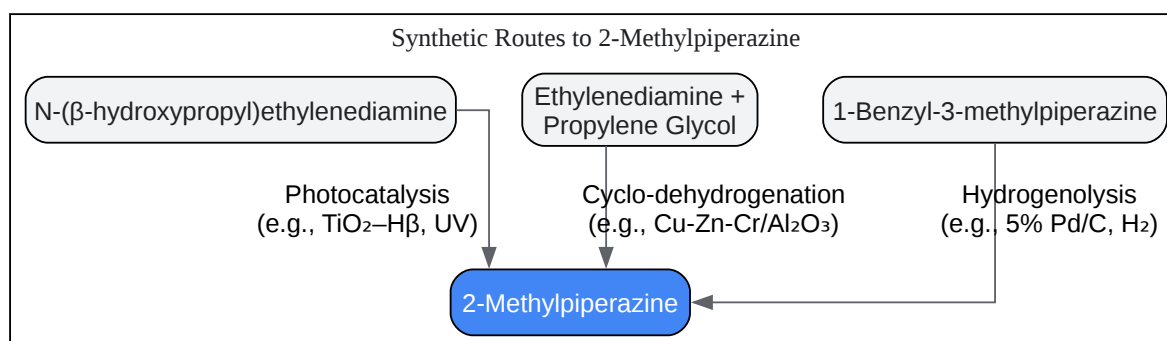 Synthetic Routes to 2-Methylpiperazine
N-(β-hydroxypropyl)ethylenediamine
Ethylenediamine +
Propylene Glycol
1-Benzyl-3-methylpiperazine
Photocatalysis
(e.g., TiO₂–Hβ, UV)
Cyclo-dehydrogenation
(e.g., Cu-Zn-Cr/Al₂O₃)
Hydrogenolysis
(e.g., 5% Pd/C, H₂)
2-Methylpiperazine